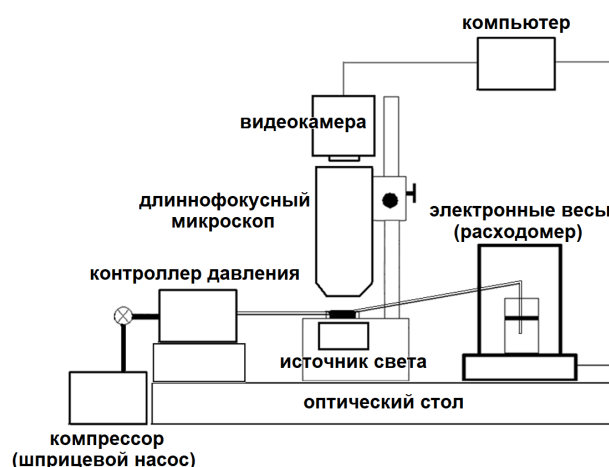 компьютер
видеокамера
длиннофокусный
микроскоп
электронные весы
(расходомер)
контроллер давления
источник света
оптический стол
компрессор
(шприцевой насос)